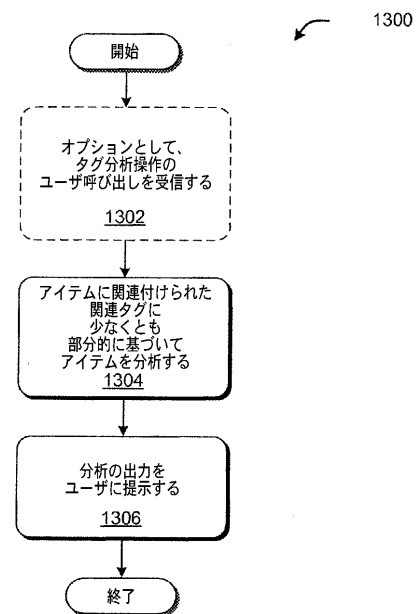 1300
開始
オプションとして、
タグ分析操作の
ユーザ呼び出しを受信する
1302
アイテムに関連付けられた
関連タグに
少なくとも
部分的に基づいて
アイテムを分析する
1304
分析の出力を
ユーザに提示する
1306
終了